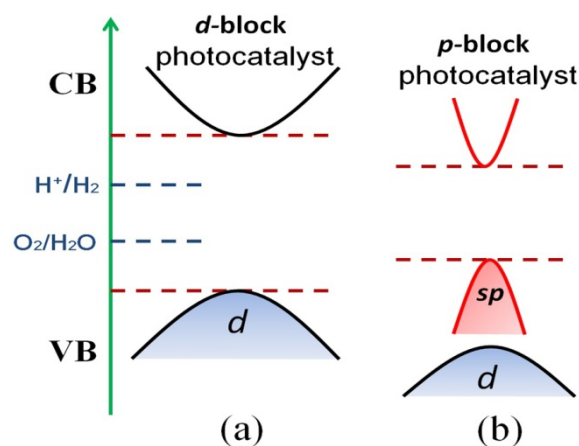 d-block
photocatalyst
CB
p-block
photocatalyst
H⁺/H₂
O₂/H₂O
sp
d
VB
d
(a)
(b)